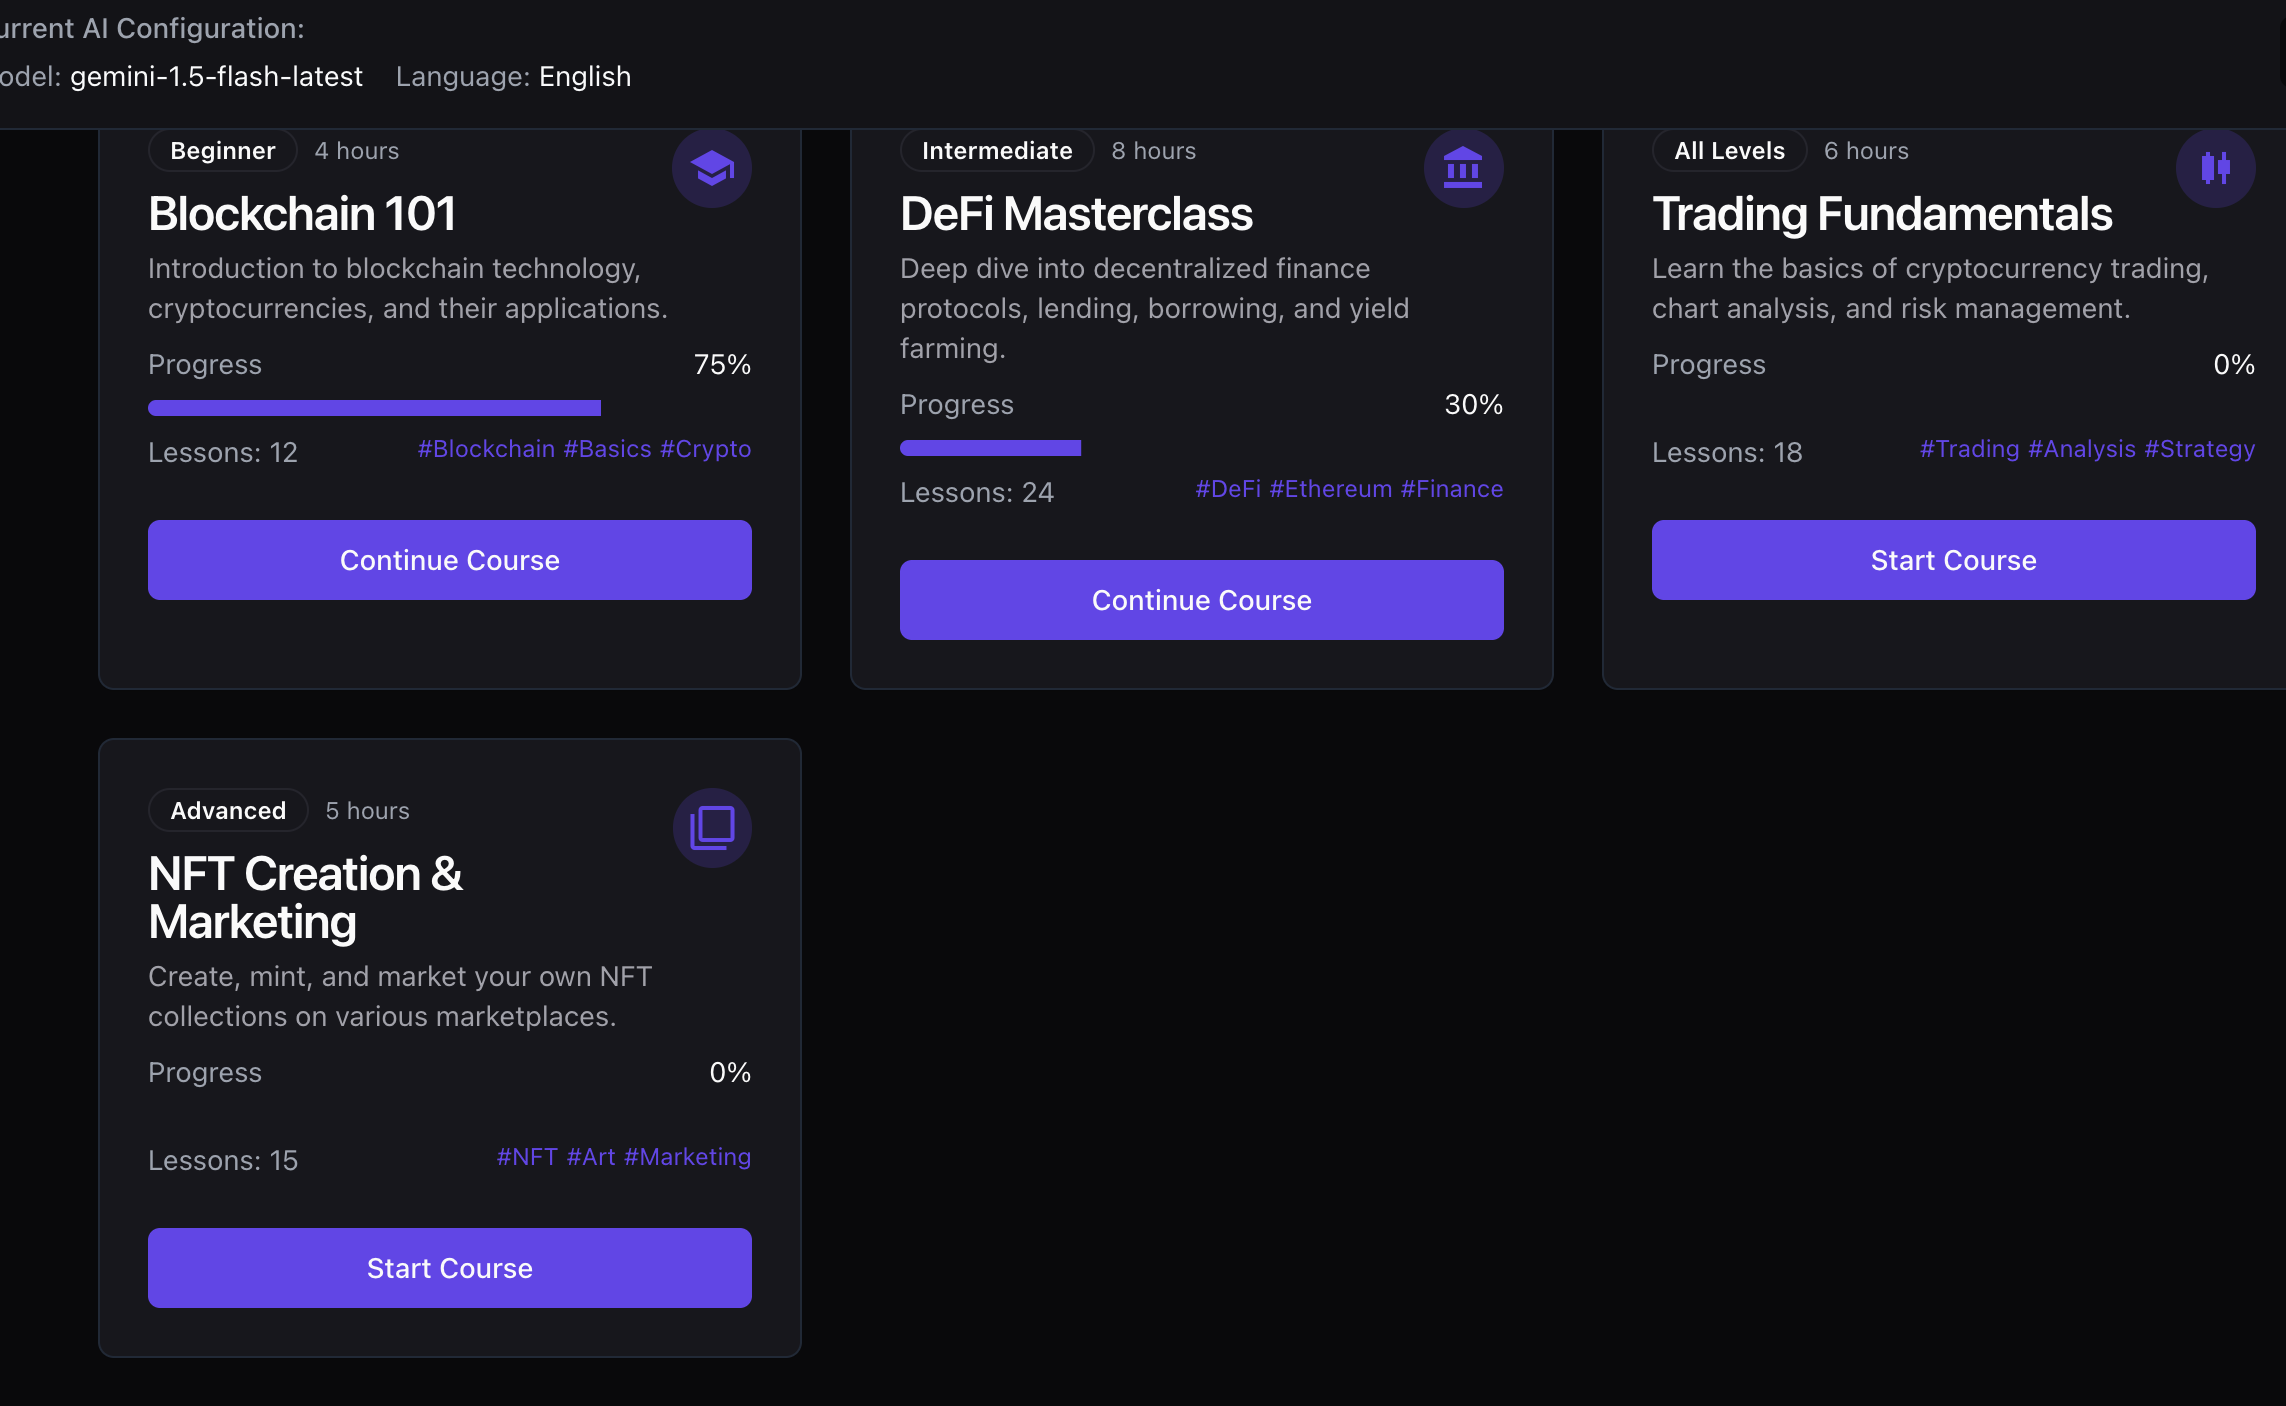 urrent AI Configuration:
odel: gemini-1.5-flash-latest Language: English
Beginner 4 hours
Blockchain 101
Introduction to blockchain technology,
cryptocurrencies, and their applications.
Progress 75%
Lessons: 12 #Blockchain #Basics #Crypto
Continue Course
Intermediate 8 hours
DeFi Masterclass
Deep dive into decentralized finance
protocols, lending, borrowing, and yield
farming.
Progress 30%
Lessons: 24 #DeFi #Ethereum #Finance
Continue Course
All Levels 6 hours
Trading Fundamentals
Learn the basics of cryptocurrency trading,
chart analysis, and risk management.
Progress 0%
Lessons: 18 #Trading #Analysis #Strategy
Start Course
Advanced 5 hours
NFT Creation &
Marketing
Create, mint, and market your own NFT
collections on various marketplaces.
Progress 0%
Lessons: 15 #NFT #Art #Marketing
Start Course